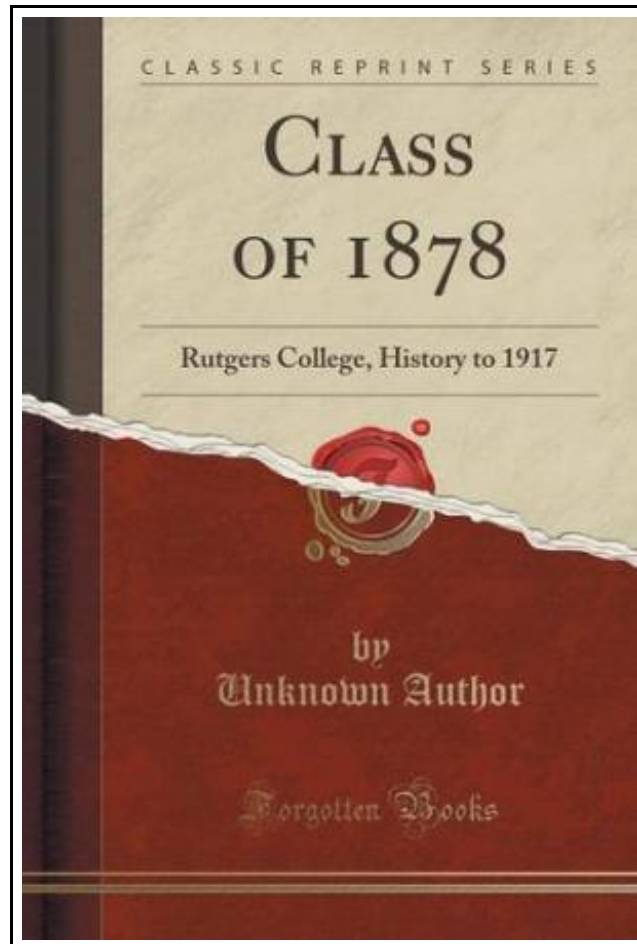 CLASSIC REPRINT SERIES
CLASS
OF 1878
Rutgers College, History to 1917
F
by
Unknown Author
Forgotten Books